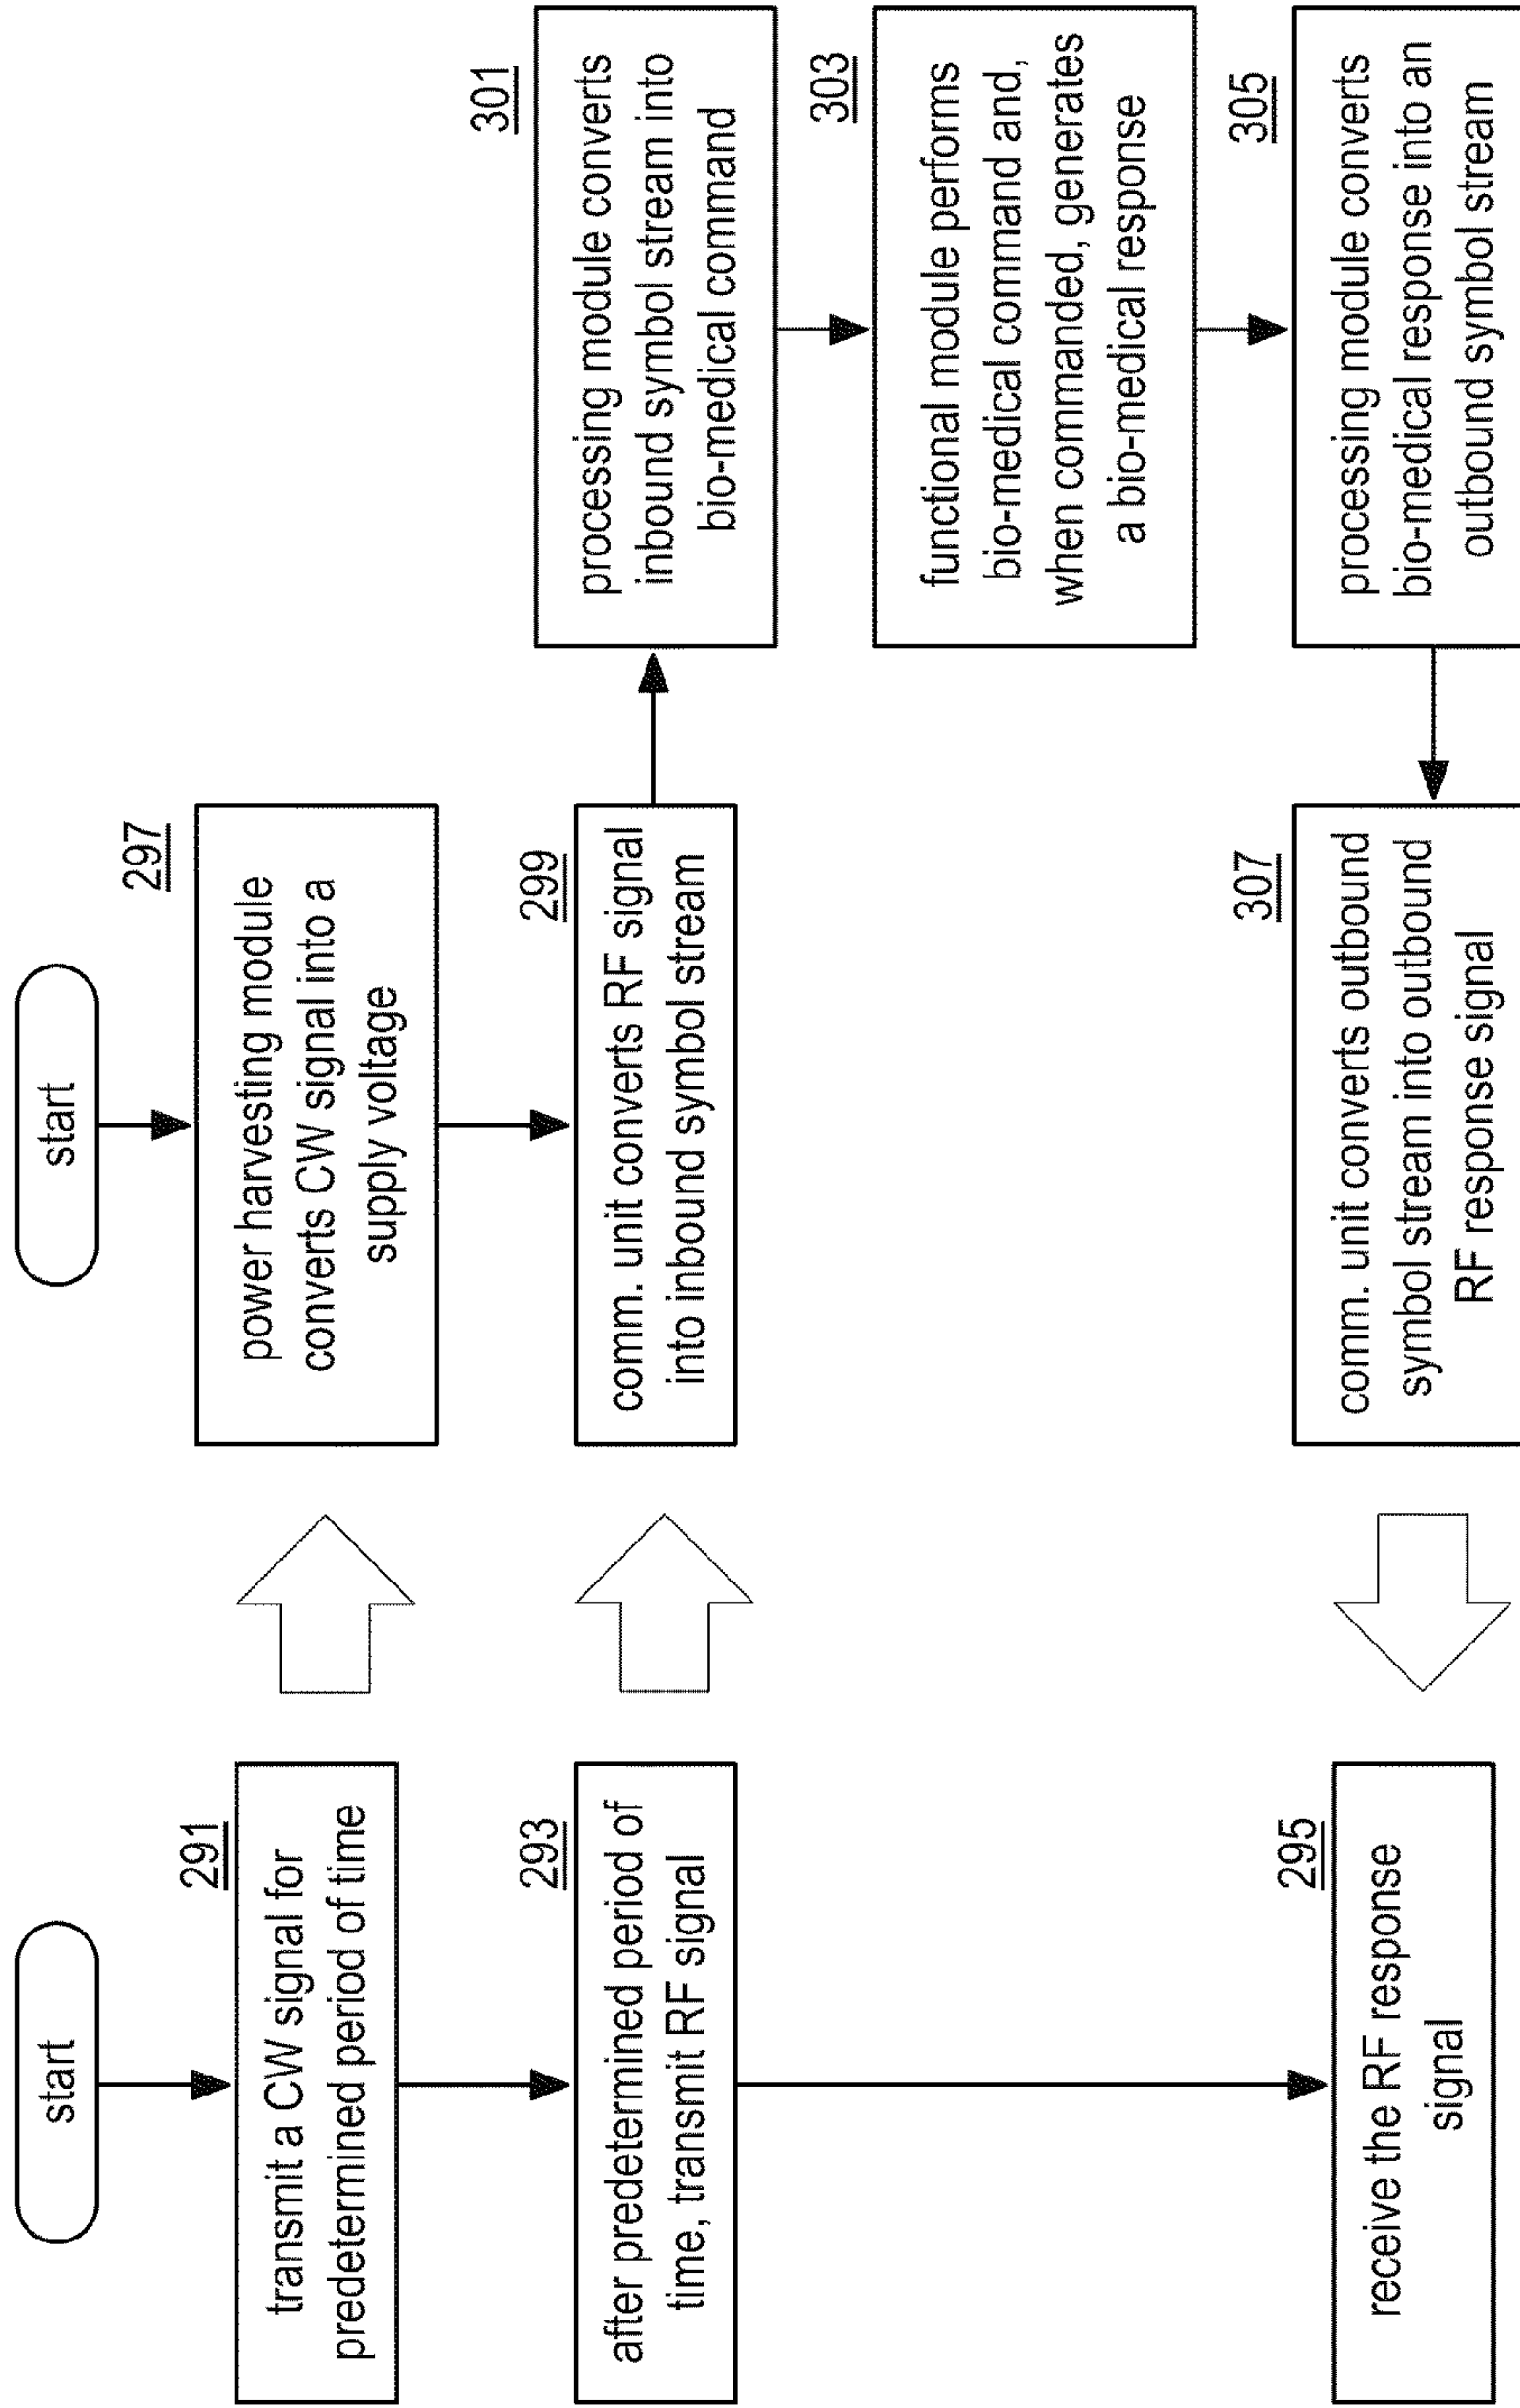 start
291
transmit a CW signal for
predetermined period of time
293
after predetermined period of
time, transmit RF signal
295
receive the RF response
signal
start
297
power harvesting module
converts CW signal into a
supply voltage
299
comm. unit converts RF signal
into inbound symbol stream
301
processing module converts
inbound symbol stream into
bio-medical command
303
functional module performs
bio-medical command and,
when commanded, generates
a bio-medical response
305
processing module converts
bio-medical response into an
outbound symbol stream
307
comm. unit converts outbound
symbol stream into outbound
RF response signal